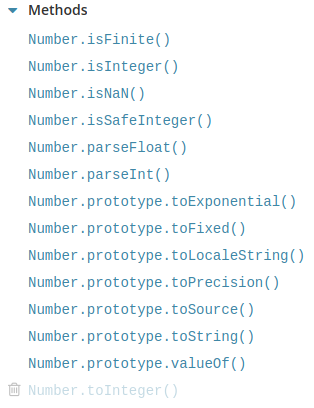 Methods
Number.isFinite()
Number.isInteger()
Number.isNaN()
Number.isSafeInteger()
Number.parseFloat()
Number.parseInt()
Number.prototype.toExponential()
Number.prototype.toFixed()
Number.prototype.toLocaleString()
Number.prototype.toPrecision()
Number.prototype.toSource()
Number.prototype.toString()
Number.prototype.valueOf()
Number.toInteger()